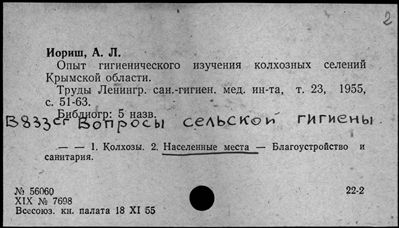 2
Иориш, А. Л.
Опыт гигиенического изучения колхозных селений
Крымской области.
Труды Ленингр. сан.-гигиен. мед. ин-та, т. 23, 1955,
с. 51-63.
Библиогр: 5 назв.
В833сг Вопросы сельской гигиены.
— — 1. Колхозы. 2. Населенные места — Благоустройство и
санитария.
№ 56060 22-2
XIX № 7698
Всесоюз. кн. палата 18 XI 55